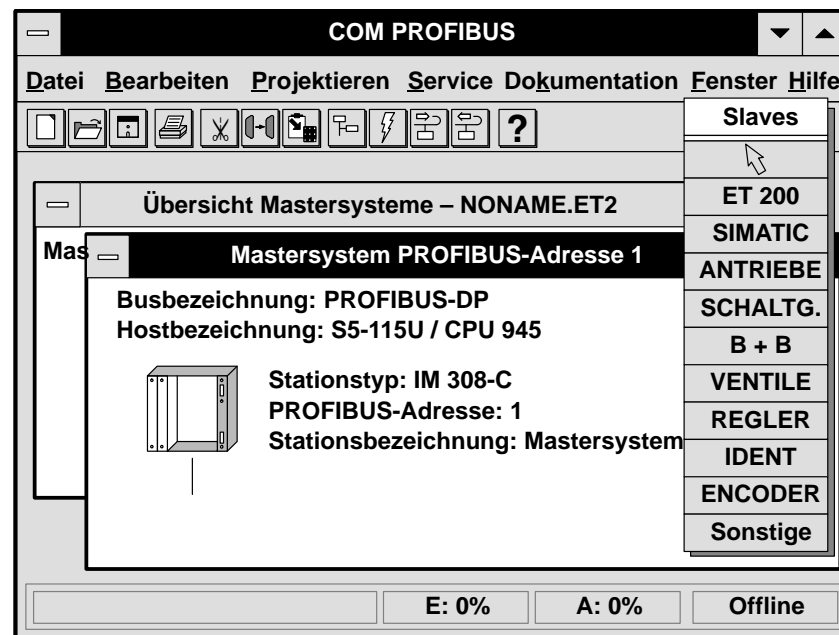 COM PROFIBUS
Datei Bearbeiten Projektieren Service Dokumentation Fenster Hilfe
?
Slaves
ET 200
SIMATIC
ANTRIEBE
SCHALTG.
B + B
VENTILE
REGLER
IDENT
ENCODER
Sonstige
Übersicht Mastersysteme – NONAME.ET2
Mas
Mastersystem PROFIBUS-Adresse 1
Busbezeichnung: PROFIBUS-DP
Hostbezeichnung: S5-115U / CPU 945
Stationstyp: IM 308-C
PROFIBUS-Adresse: 1
Stationsbezeichnung: Mastersystem
E: 0% A: 0% Offline